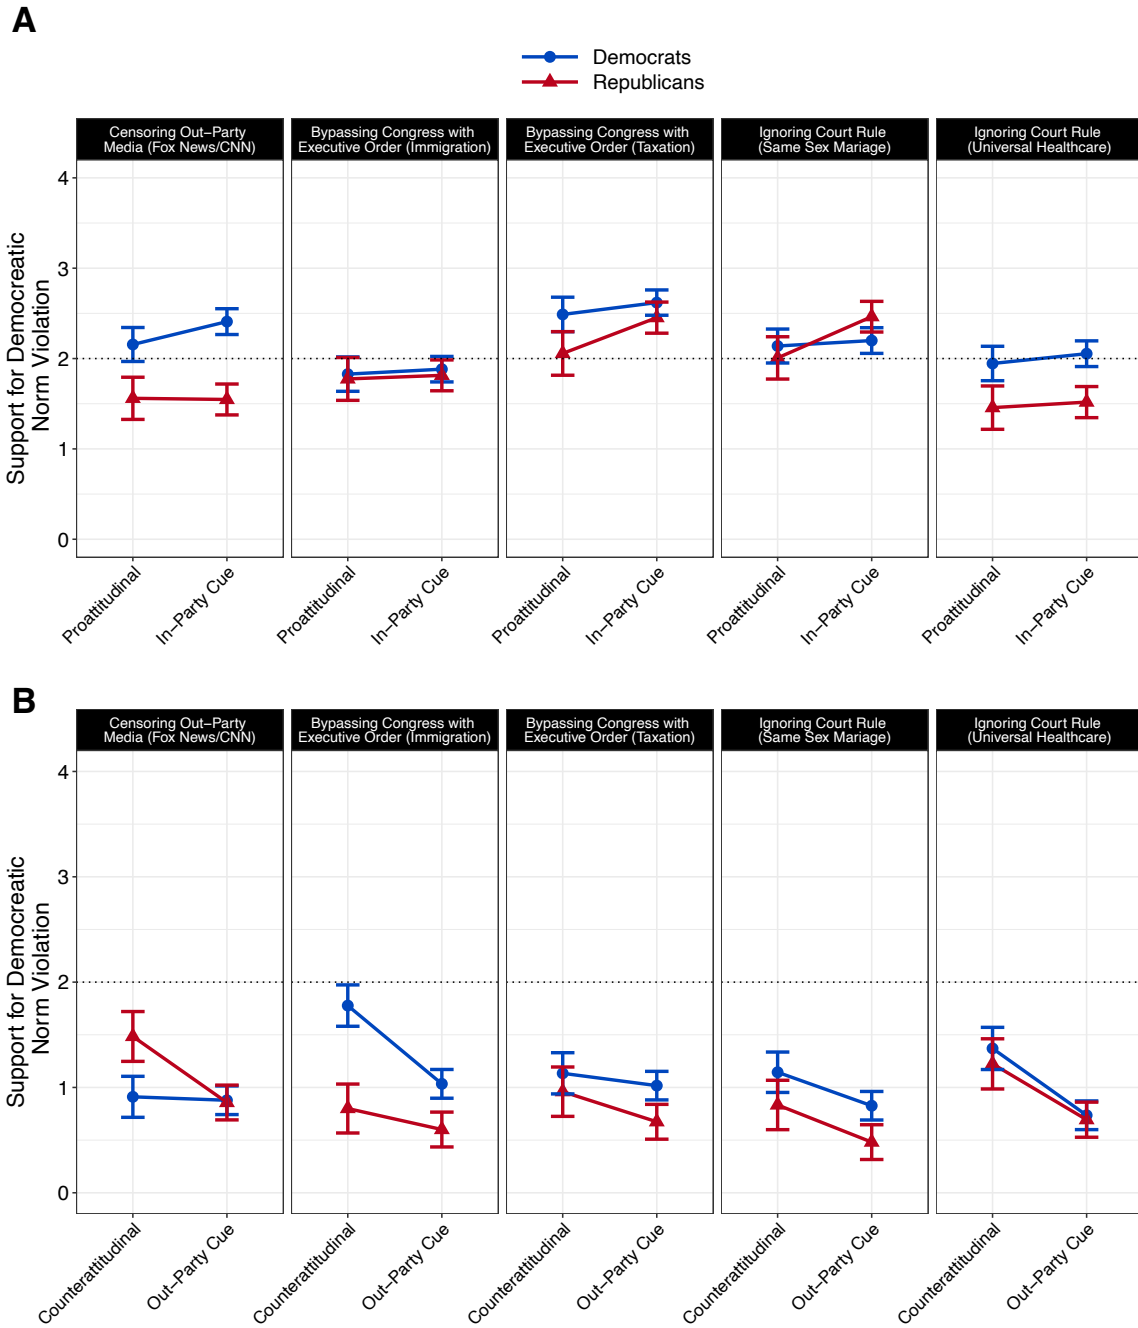 A
Democrats
Republicans
Censoring Out−Party
Media (Fox News/CNN)
Bypassing Congress with
Executive Order (Immigration)
Bypassing Congress with
Executive Order (Taxation)
Ignoring Court Rule
(Same Sex Mariage)
Ignoring Court Rule
(Universal Healthcare)
Support for Democreatic
Norm Violation
4
3
2
1
0
Proattitudinal
In−Party Cue
Proattitudinal
In−Party Cue
Proattitudinal
In−Party Cue
Proattitudinal
In−Party Cue
Proattitudinal
In−Party Cue
B
Censoring Out−Party
Media (Fox News/CNN)
Bypassing Congress with
Executive Order (Immigration)
Bypassing Congress with
Executive Order (Taxation)
Ignoring Court Rule
(Same Sex Mariage)
Ignoring Court Rule
(Universal Healthcare)
Support for Democreatic
Norm Violation
4
3
2
1
0
Counterattitudinal
Out−Party Cue
Counterattitudinal
Out−Party Cue
Counterattitudinal
Out−Party Cue
Counterattitudinal
Out−Party Cue
Counterattitudinal
Out−Party Cue